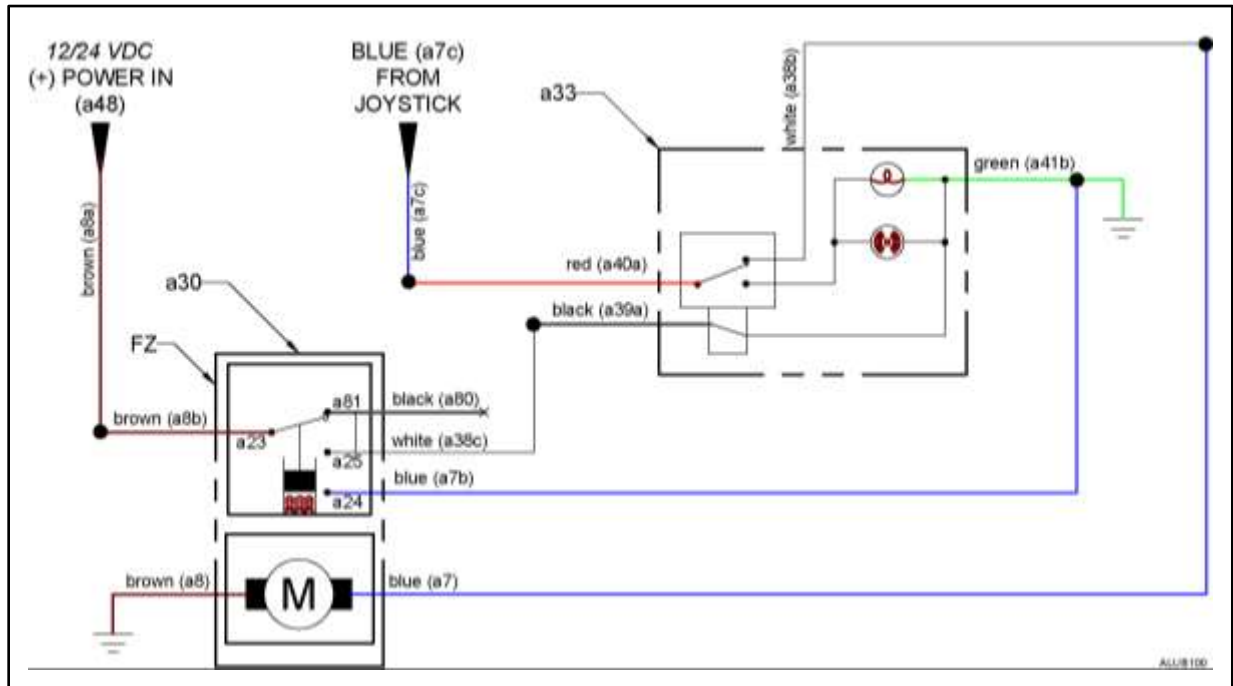 12/24 VDC
(+) POWER IN
(a48)
BLUE (a7c)
FROM
JOYSTICK
a33
white (a38b)
green (a41b)
brown (a8a)
blue (a7c)
red (a40a)
a30
black (a39a)
FZ
a81
black (a80)
brown (a8b)
a23
white (a38c)
a25
blue (a7b)
a24
brown (a8)
M
blue (a7)
ALU8100